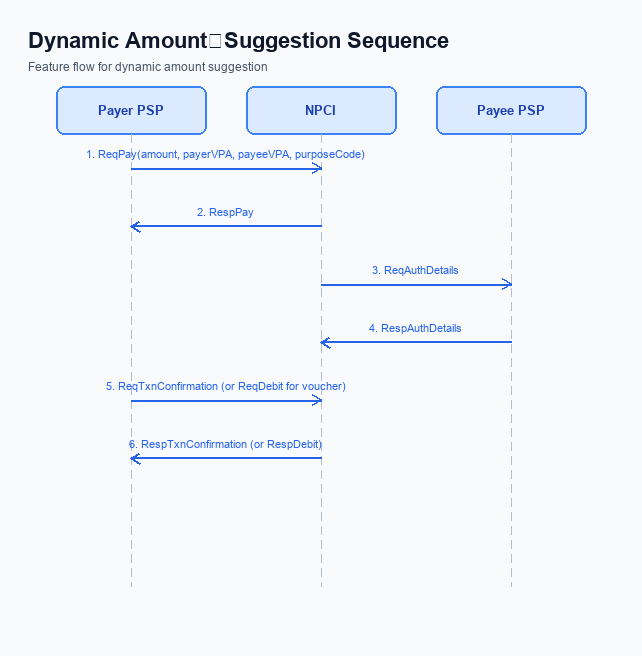 Dynamic Amount□Suggestion Sequence
Feature flow for dynamic amount suggestion
Payer PSP
NPCI
Payee PSP
1. ReqPay(amount, payerVPA, payeeVPA, purposeCode)
2. RespPay
3. ReqAuthDetails
4. RespAuthDetails
5. ReqTxnConfirmation (or ReqDebit for voucher)
6. RespTxnConfirmation (or RespDebit)